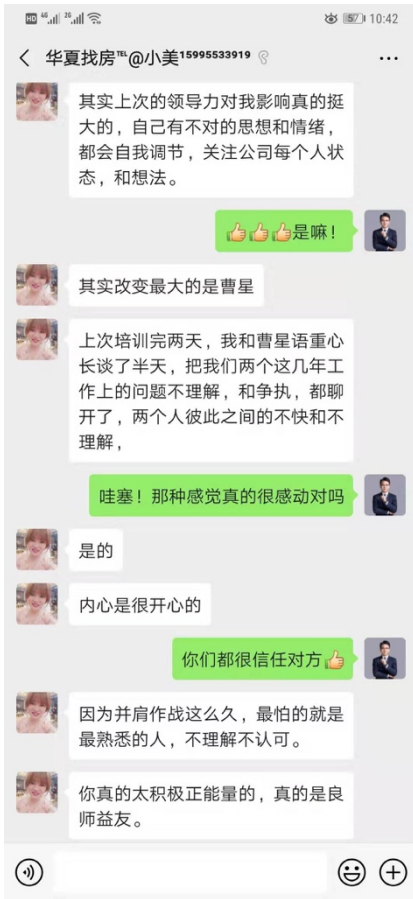 HD 4G 2G 57 10:42
华夏找房℡@小美¹⁵⁹⁹⁵⁵³³⁹¹⁹
其实上次的领导力对我影响真的挺
大的，自己有不对的思想和情绪，
都会自我调节，关注公司每个人状
态，和想法。
👍👍👍是嘛！
其实改变最大的是曹星
上次培训完两天，我和曹星语重心
长谈了半天，把我们两个这几年工
作上的问题不理解，和争执，都聊
开了，两个人彼此之间的不快和不
理解，
哇塞！那种感觉真的很感动对吗
是的
内心是很开心的
你们都很信任对方👍
因为并肩作战这么久，最怕的就是
最熟悉的人，不理解不认可。
你真的太积极正能量的，真的是良
师益友。